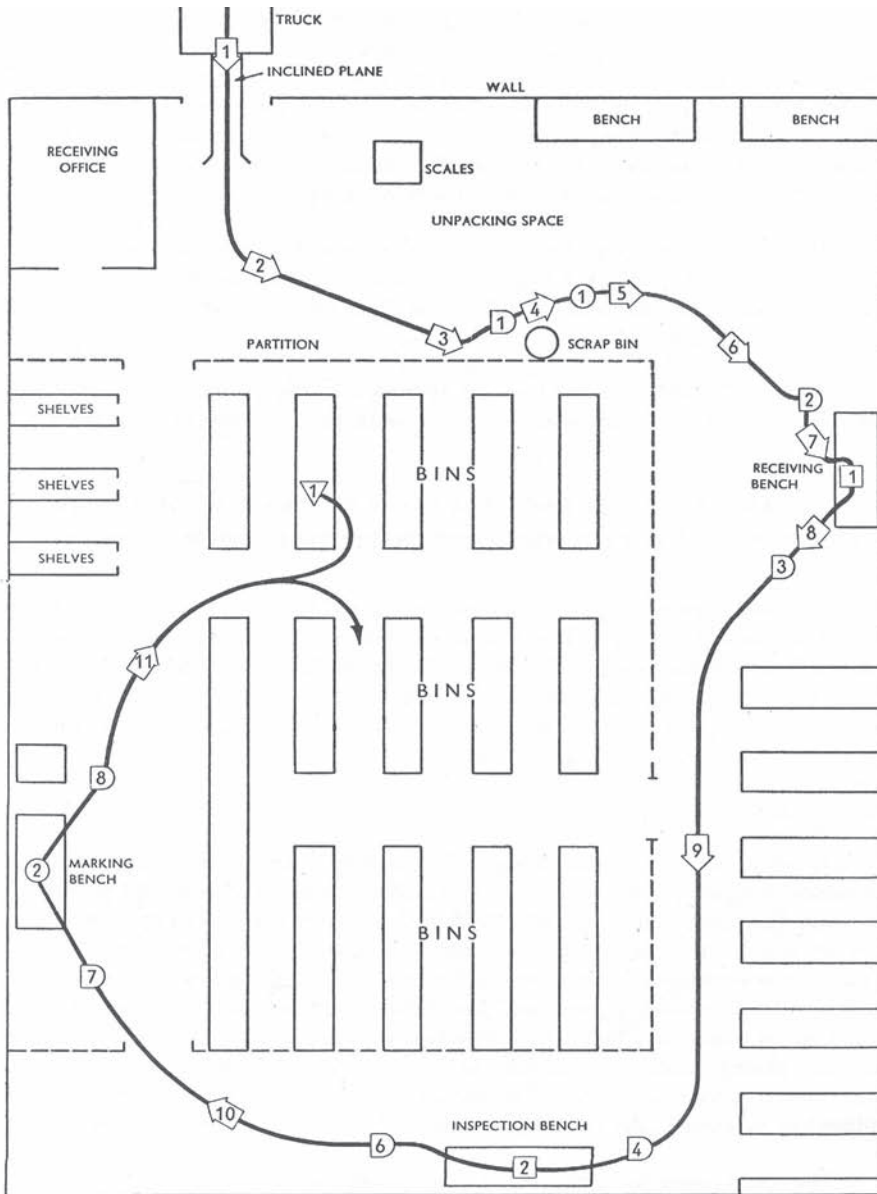 TRUCK
1
INCLINED PLANE
WALL
BENCH
BENCH
RECEIVING
OFFICE
SCALES
UNPACKING SPACE
2
3
1
4
1
5
PARTITION
SCRAP BIN
6
2
7
SHELVES
SHELVES
SHELVES
1
BINS
RECEIVING
BENCH
1
8
3
11
BINS
8
9
2
MARKING
BENCH
BINS
7
10
6
INSPECTION BENCH
2
4